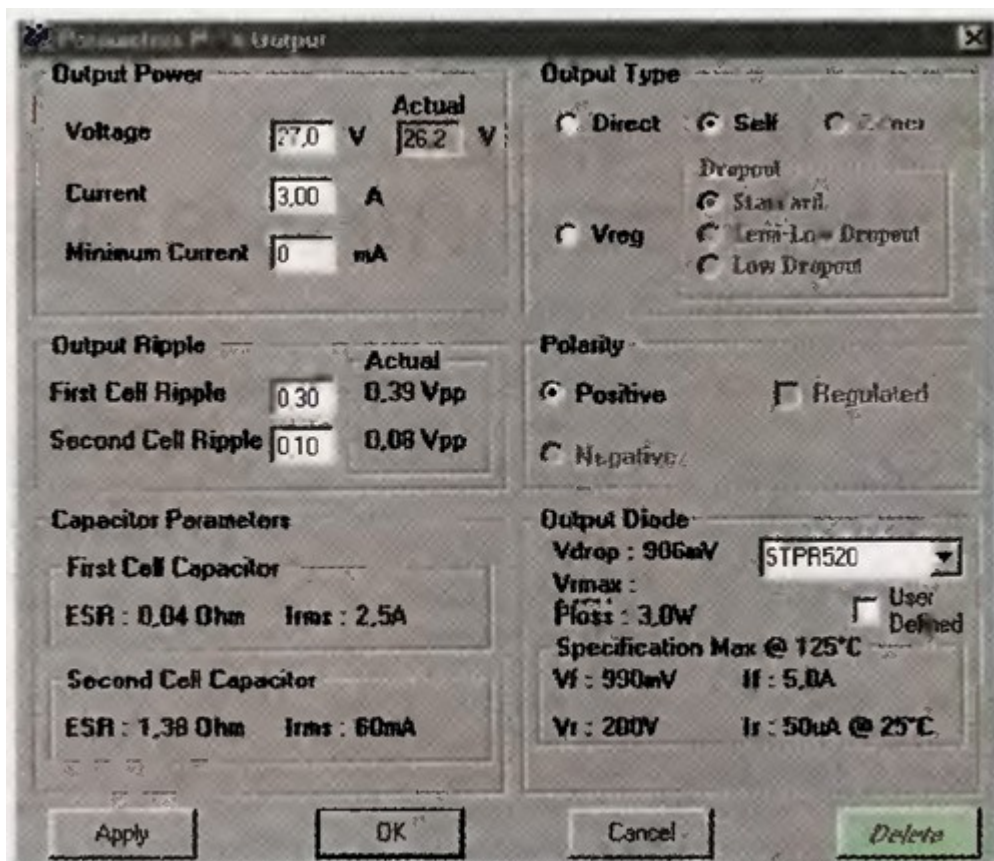 Output
Output Power
Actual
Voltage 27,0 V 26.2 V
Current 3,00 A
Minimum Current 0 mA
Output Type
Direct Self Zener
Dropout
Standard
Vreg
Semi-Low Dropout
Low Dropout
Output Ripple
Actual
First Cell Ripple 0.30 0,39 Vpp
Second Cell Ripple 0.10 0,08 Vpp
Polarity
Positive Regulated
Negative
Capacitor Parameters
First Cell Capacitor
ESR : 0,04 Ohm Irms : 2,5A
Second Cell Capacitor
ESR : 1,38 Ohm Irms : 60mA
Output Diode
Vdrop : 906mV STPR520
Vrmax :
Ploss : 3,0W
User
Defined
Specification Max @ 125°C
Vf : 990mV If : 5,0A
Vr : 200V Ir : 50uA @ 25°C
Apply OK Cancel Delete